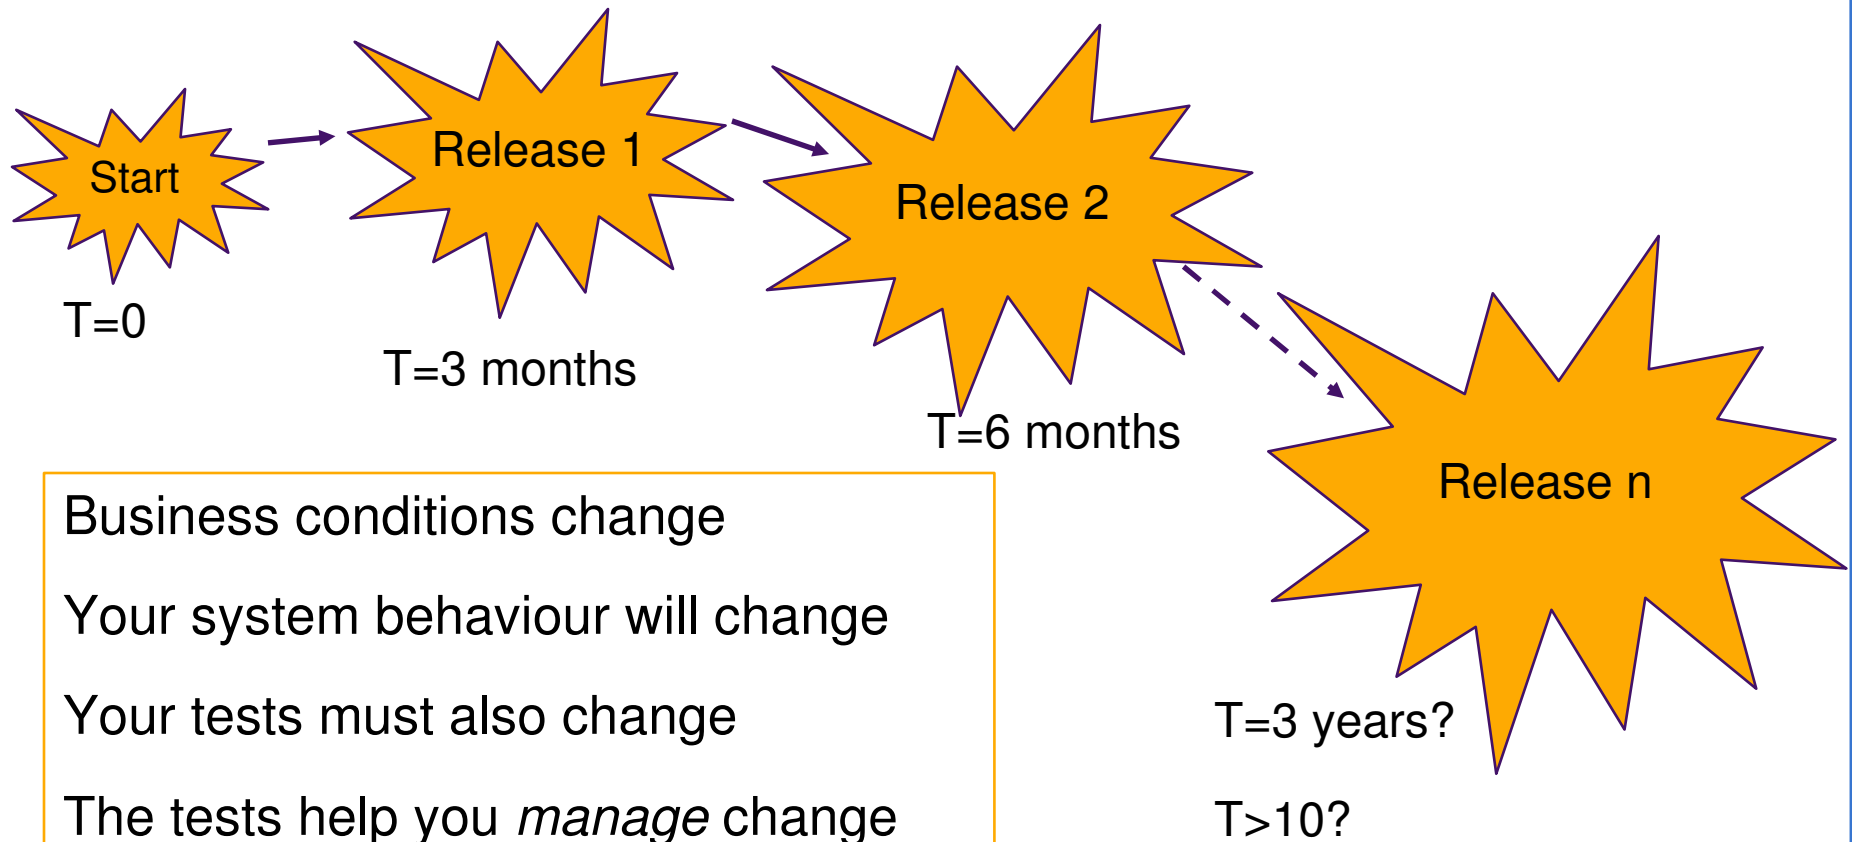 Start
Release 1
Release 2
Release n
T=0
T=3 months
T=6 months
Business conditions change
Your system behaviour will change
Your tests must also change
The tests help you manage change
T=3 years?
T>10?